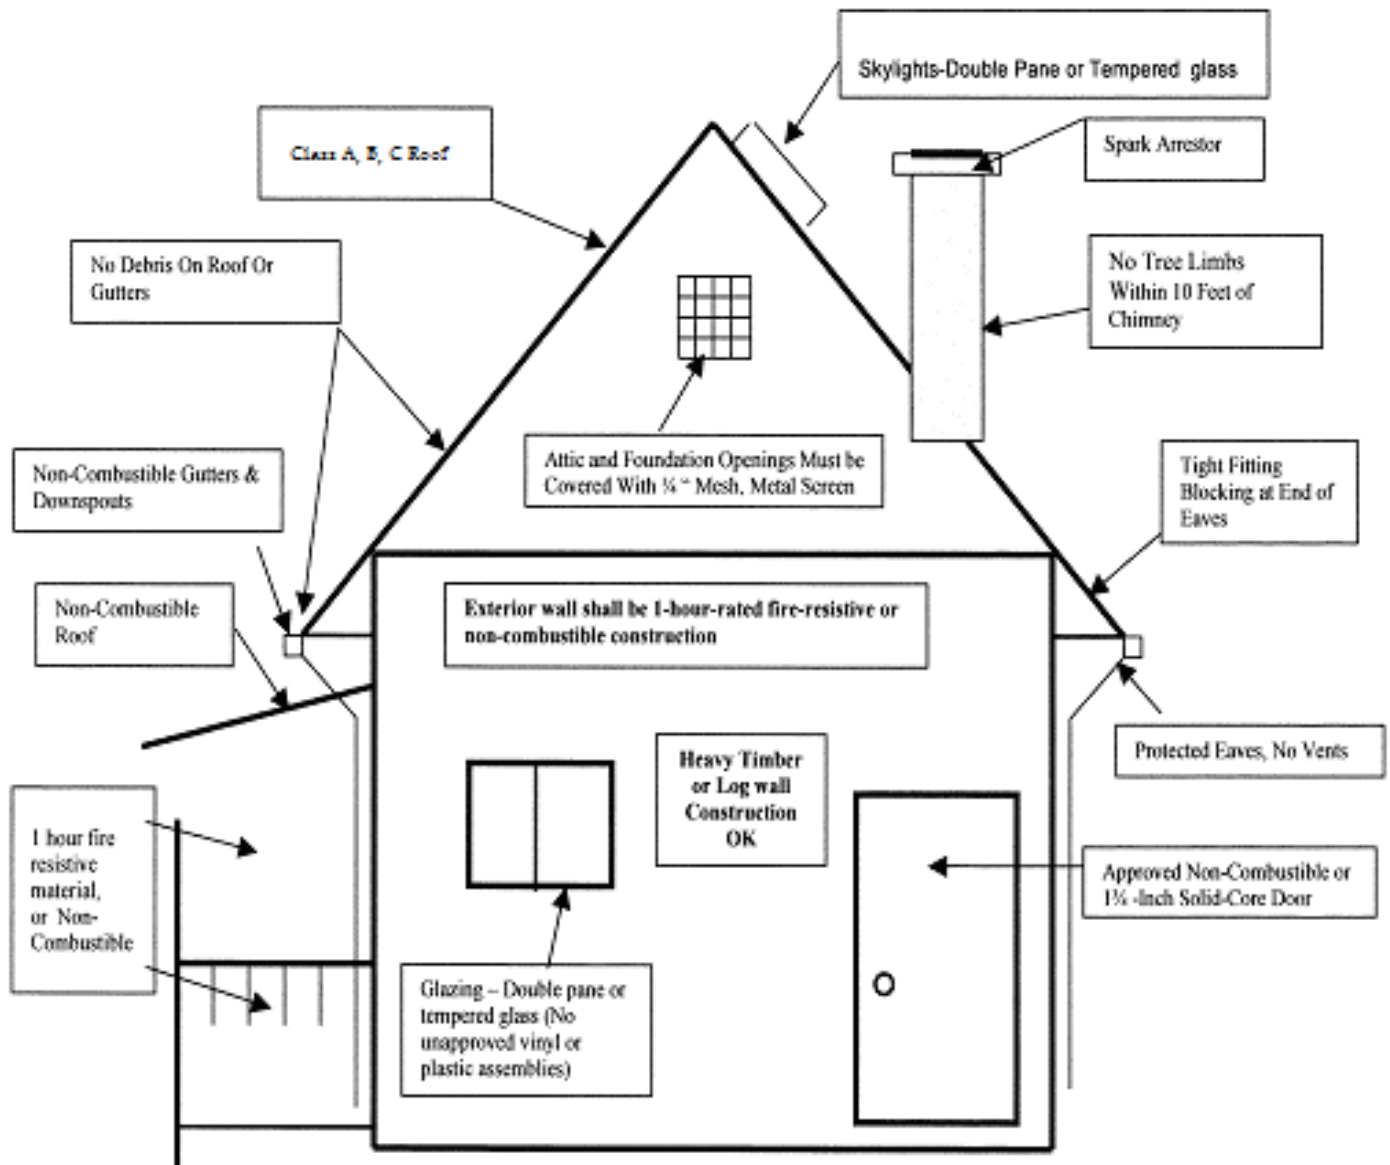 Skylights-Double Pane or Tempered glass
Class A, B, C Roof
Spark Arrestor
No Debris On Roof Or
Gutters
No Tree Limbs
Within 10 Feet of
Chimney
Attic and Foundation Openings Must be
Covered With ¼ " Mesh, Metal Screen
Non-Combustible Gutters &
Downspouts
Tight Fitting
Blocking at End of
Eaves
Non-Combustible
Roof
Exterior wall shall be 1-hour-rated fire-resistive or
non-combustible construction
Heavy Timber
or Log wall
Construction
OK
Protected Eaves, No Vents
1 hour fire
resistive
material,
or Non-
Combustible
Approved Non-Combustible or
1¾ -Inch Solid-Core Door
Glazing – Double pane or
tempered glass (No
unapproved vinyl or
plastic assemblies)